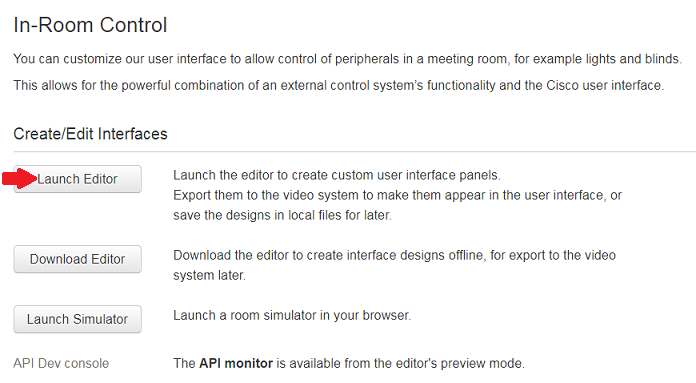 In-Room Control
You can customize our user interface to allow control of peripherals in a meeting room, for example lights and blinds.
This allows for the powerful combination of an external control system's functionality and the Cisco user interface.
Create/Edit Interfaces
Launch Editor
Launch the editor to create custom user interface panels.
Export them to the video system to make them appear in the user interface, or
save the designs in local files for later.
Download Editor
Download the editor to create interface designs offline, for export to the video
system later.
Launch Simulator
Launch a room simulator in your browser.
API Dev console
The API monitor is available from the editor's preview mode.